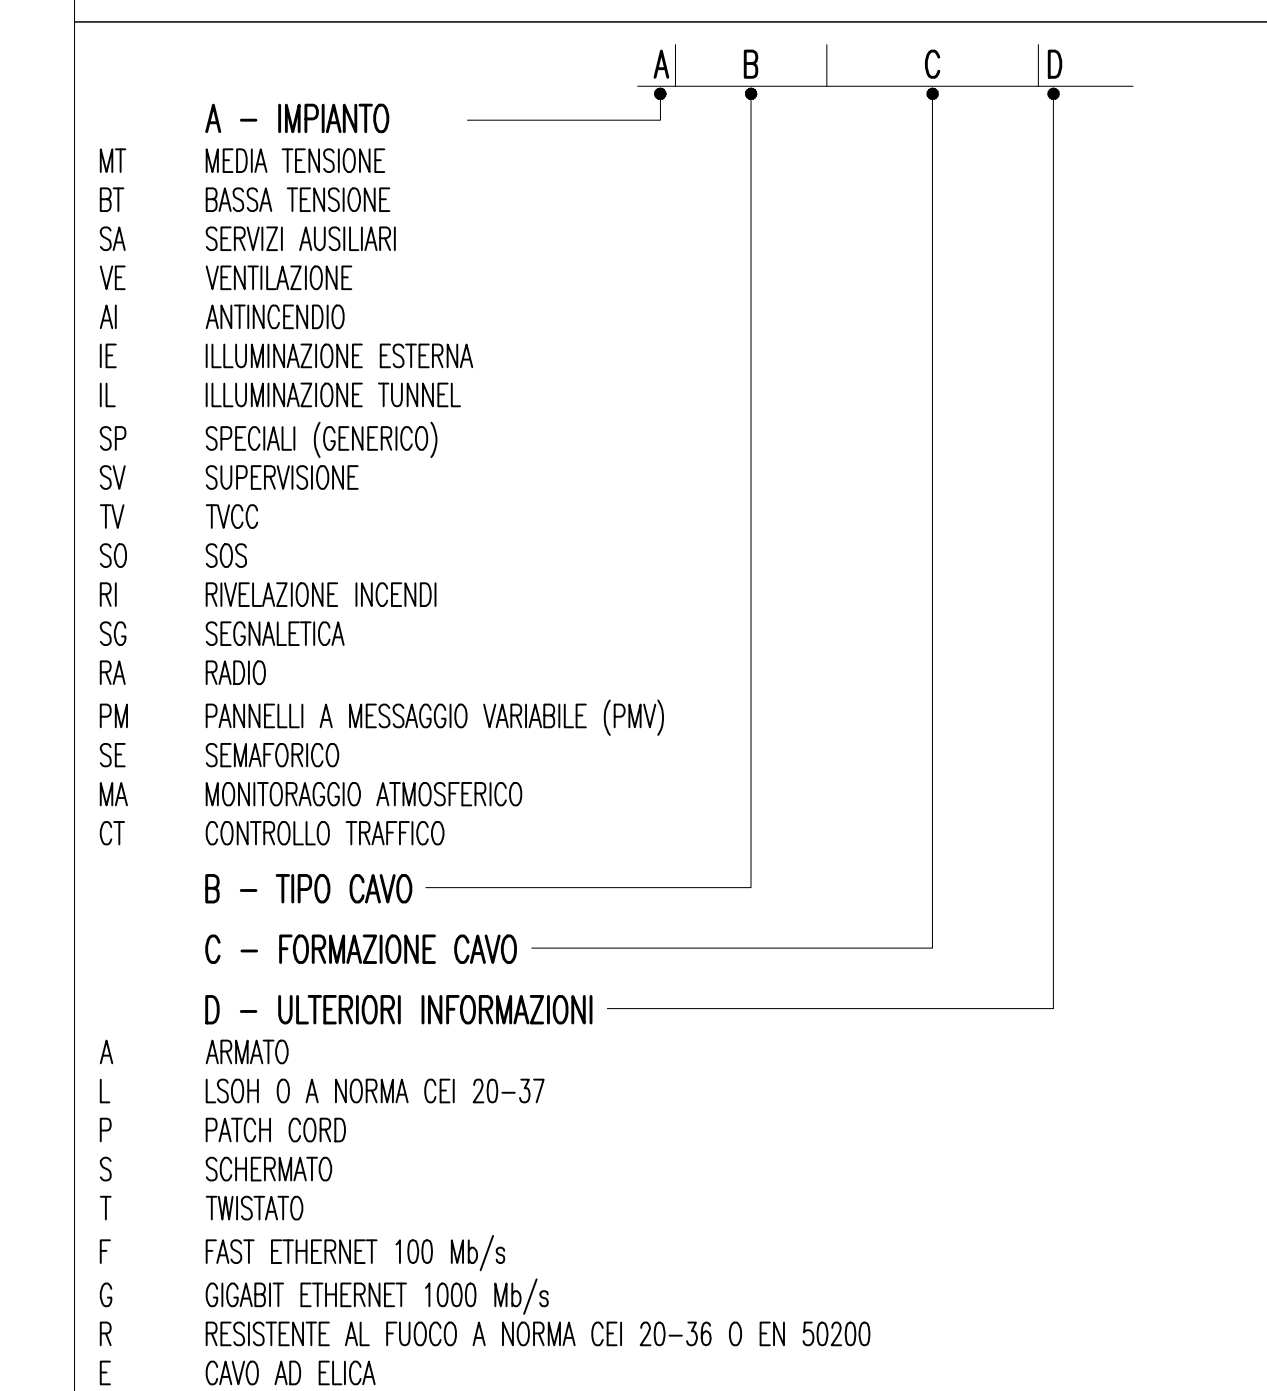 A B C D
A – IMPIANTO
MT MEDIA TENSIONE
BT BASSA TENSIONE
SA SERVIZI AUSILIARI
VE VENTILAZIONE
AI ANTINCENDIO
IE ILLUMINAZIONE ESTERNA
IL ILLUMINAZIONE TUNNEL
SP SPECIALI (GENERICO)
SV SUPERVISIONE
TV TVCC
SO SOS
RI RIVELAZIONE INCENDI
SG SEGNALETICA
RA RADIO
PM PANNELLI A MESSAGGIO VARIABILE (PMV)
SE SEMAFORICO
MA MONITORAGGIO ATMOSFERICO
CT CONTROLLO TRAFFICO
B – TIPO CAVO
C – FORMAZIONE CAVO
D – ULTERIORI INFORMAZIONI
A ARMATO
L LSOH O A NORMA CEI 20–37
P PATCH CORD
S SCHERMATO
T TWISTATO
F FAST ETHERNET 100 Mb/s
G GIGABIT ETHERNET 1000 Mb/s
R RESISTENTE AL FUOCO A NORMA CEI 20–36 O EN 50200
E CAVO AD ELICA